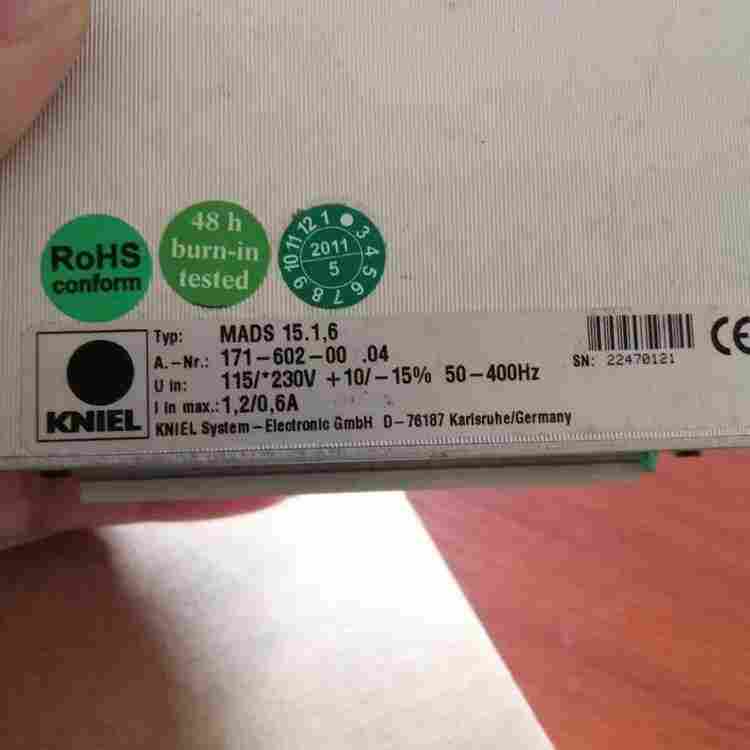 RoHS
conform
48 h
burn-in
tested
1 3 4 5 6 7 8 9 10 11 12
2011
5
KNIEL
Typ: MADS 15.1,6
A.-Nr.: 171-602-00 .04
U in: 115/*230V +10/-15% 50-400Hz
I in max.: 1,2/0,6A
KNIEL System-Electronic GmbH D-76187 Karlsruhe/Germany
SN: 22470121
CE